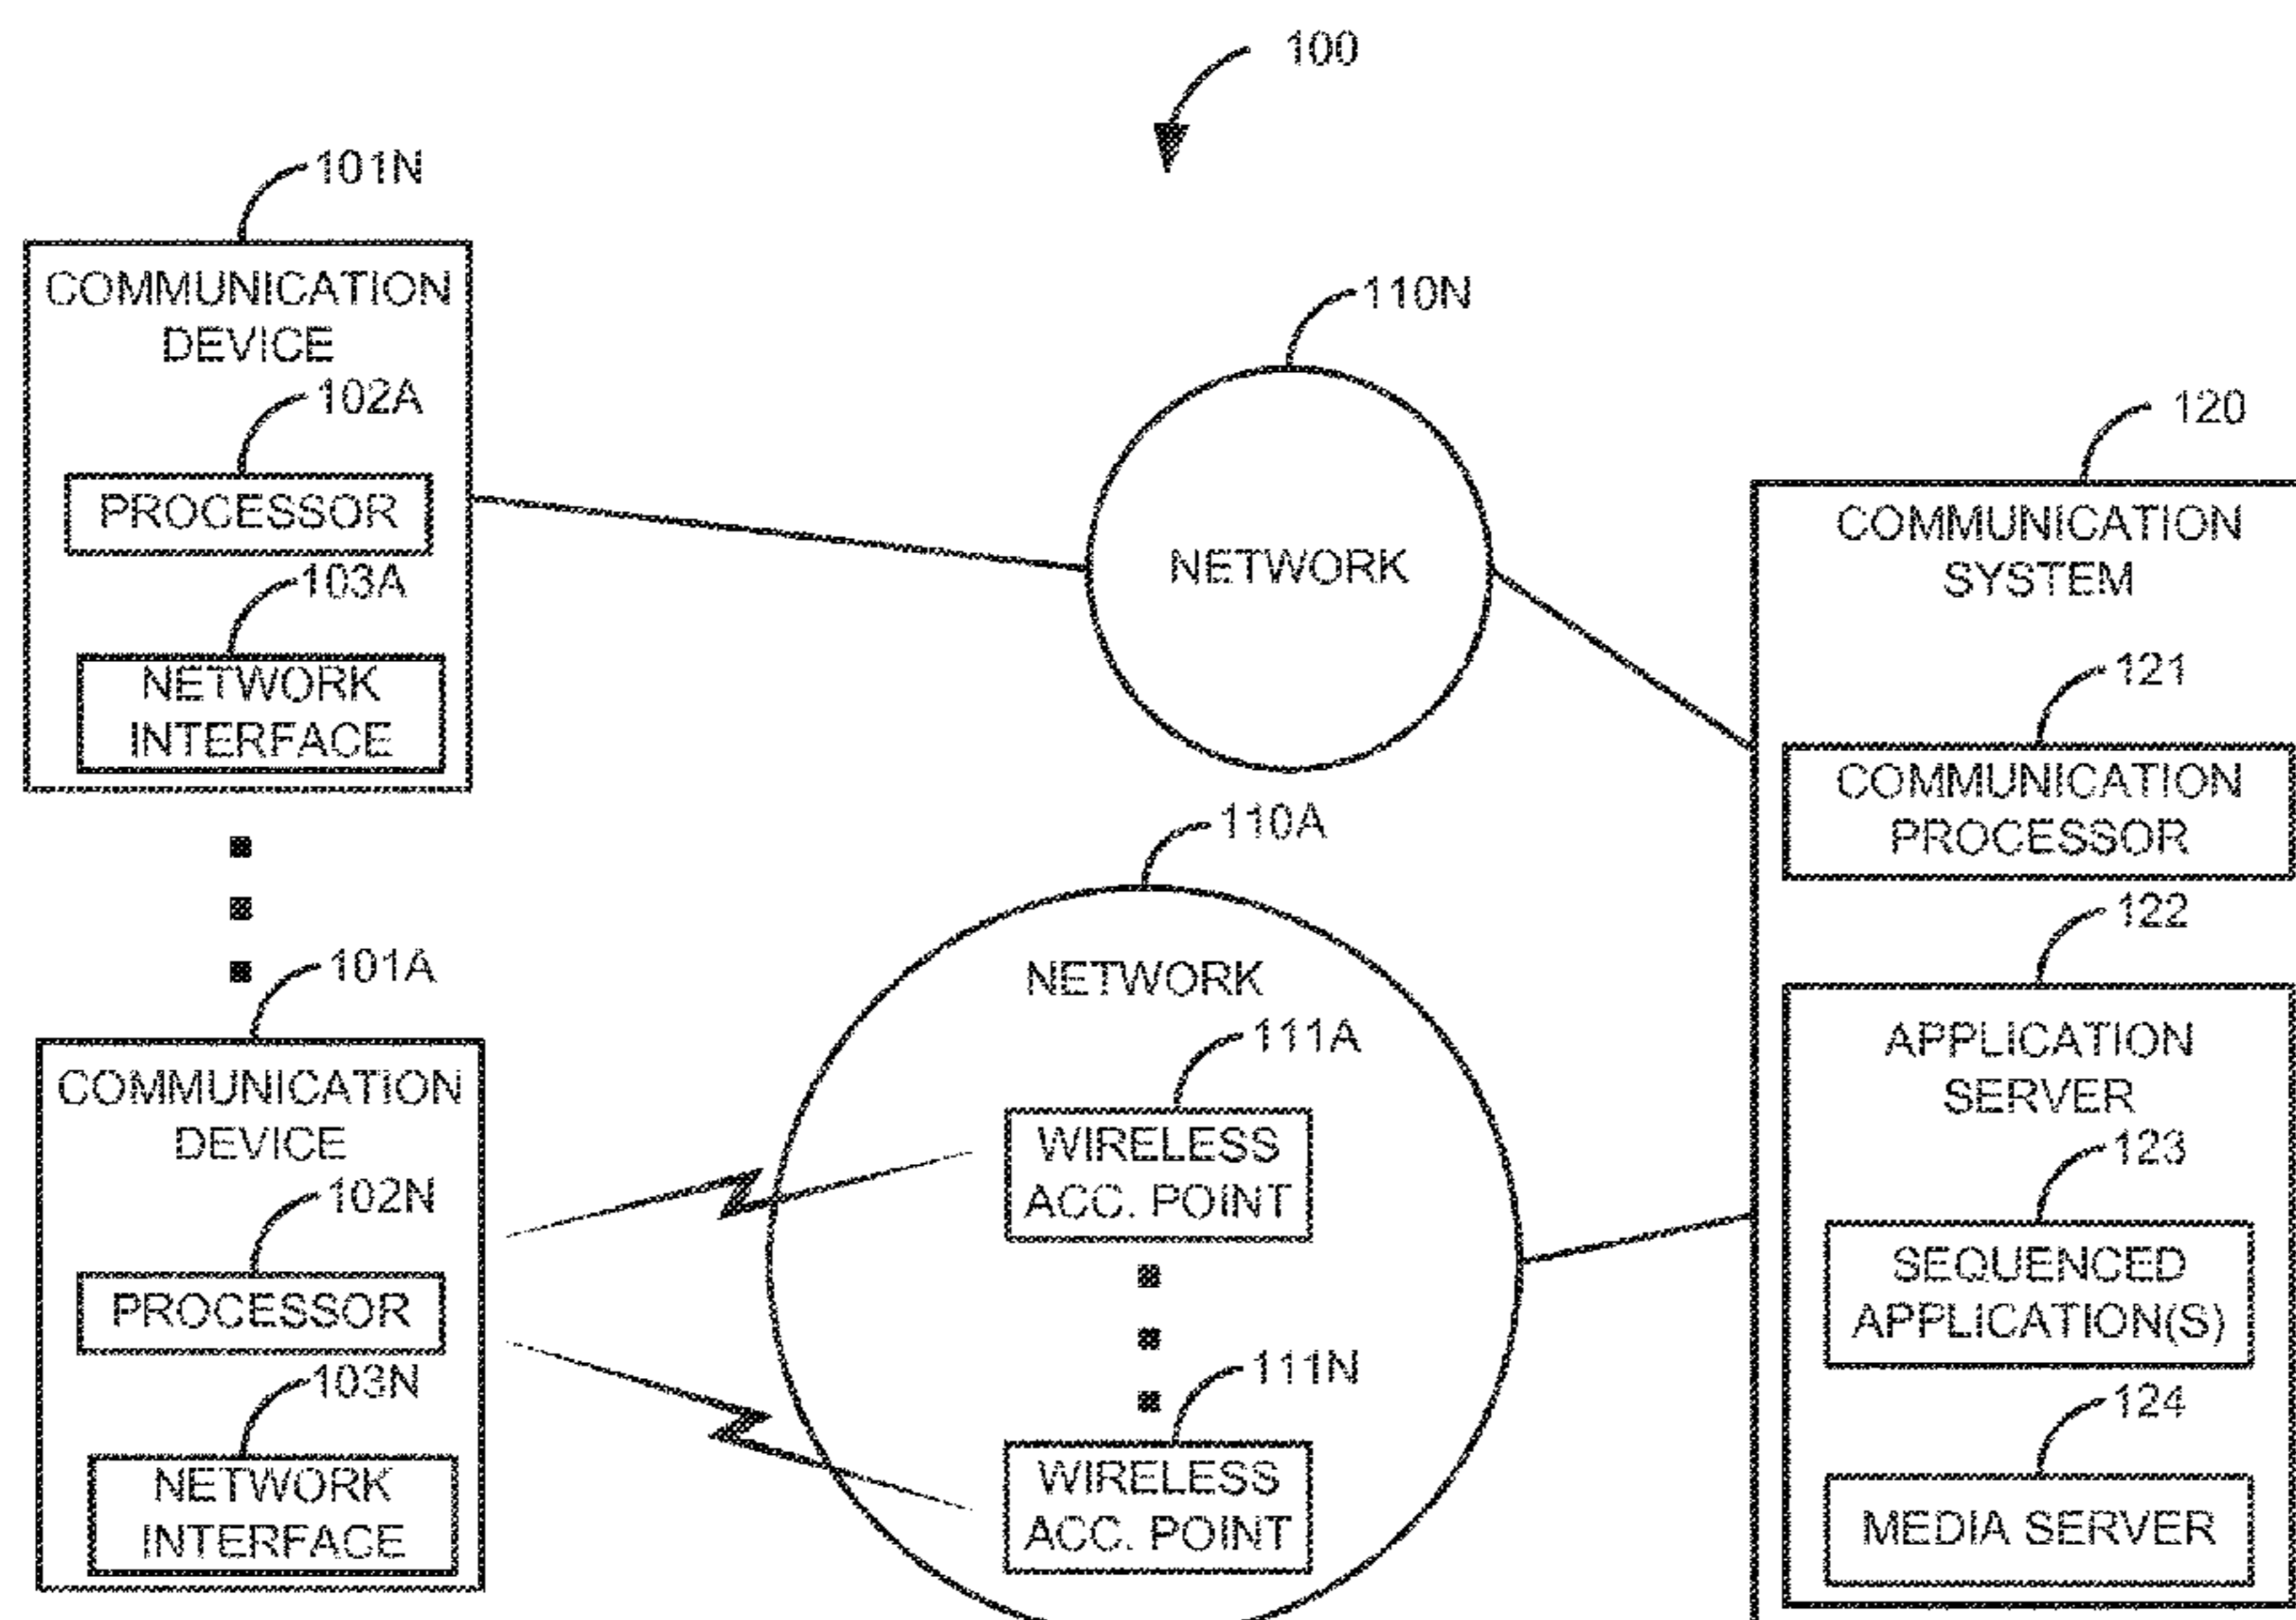 100
101N
COMMUNICATION
DEVICE
102A
PROCESSOR
103A
NETWORK
INTERFACE
101A
COMMUNICATION
DEVICE
102N
PROCESSOR
103N
NETWORK
INTERFACE
110N
NETWORK
110A
NETWORK
111A
WIRELESS
ACC. POINT
111N
WIRELESS
ACC. POINT
120
COMMUNICATION
SYSTEM
121
COMMUNICATION
PROCESSOR
122
APPLICATION
SERVER
123
SEQUENCED
APPLICATION(S)
124
MEDIA SERVER